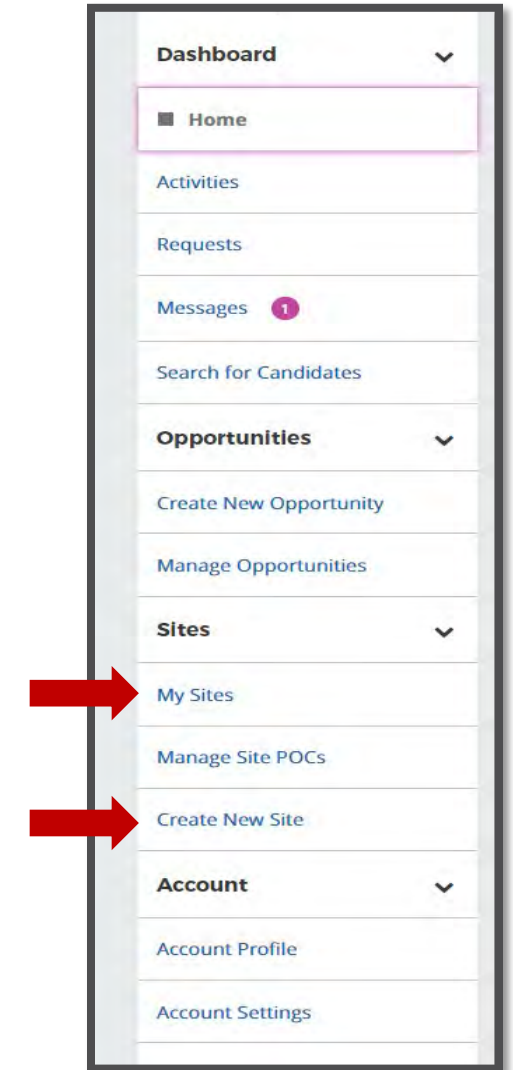 Dashboard
Home
Activities
Requests
Messages 1
Search for Candidates
Opportunities
Create New Opportunity
Manage Opportunities
Sites
My Sites
Manage Site POCs
Create New Site
Account
Account Profile
Account Settings